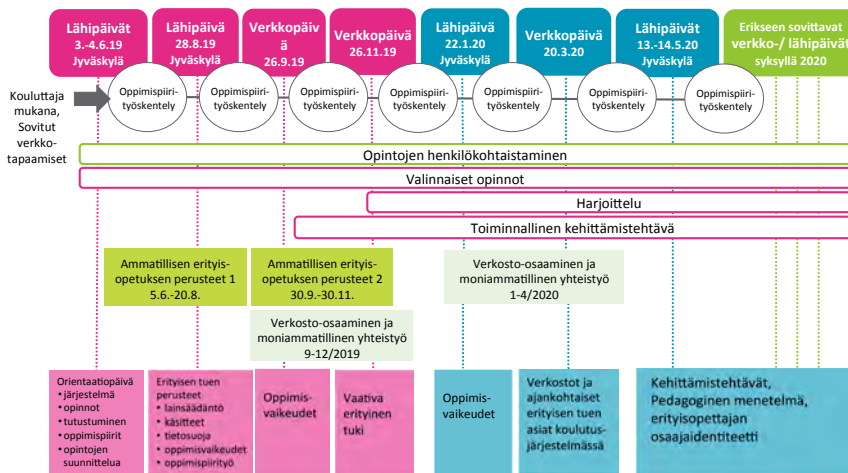 Lähipäivät
3.-4.6.19
Jyväskylä
Lähipäivä
28.8.19
Jyväskylä
Verkkopäiv
ä
26.9.19
Verkkopäivä
26.11.19
Lähipäivä
22.1.20
Jyväskylä
Verkkopäivä
20.3.20
Lähipäivät
13.-14.5.20
Jyväskylä
Erikseen sovittavat
verkko-/ lähipäivät
syksyllä 2020
Kouluttaja
mukana,
Sovitut
verkko-
tapaamiset
Oppimispiiri-
työskentely
Oppimispiiri-
työskentely
Oppimispiiri-
työskentely
Oppimispiiri-
työskentely
Oppimispiiri-
työskentely
Oppimispiiri-
työskentely
Oppimispiiri-
työskentely
Opintojen henkilökohtaistaminen
Valinnaiset opinnot
Harjoittelu
Toiminnallinen kehittämistehtävä
Ammatillisen erityis-
opetuksen perusteet 1
5.6.-20.8.
Ammatillisen erityis-
opetuksen perusteet 2
30.9.-30.11.
Verkosto-osaaminen ja
moniammatillinen yhteistyö
1-4/2020
Verkosto-osaaminen ja
moniammatillinen yhteistyö
9-12/2019
Orientaatiopäivä
• järjestelmä
• opinnot
• tutustuminen
• oppimispiirit
• opintojen
suunnittelua
Erityisen tuen
perusteet
• lainsäädäntö
• käsitteet
• tietosuoja
• oppimisvaikeudet
• oppimispiirityö
Oppimis-
vaikeudet
Vaativa
erityinen
tuki
Oppimis-
vaikeudet
Verkostot ja
ajankohtaiset
erityisen tuen
asiat koulutus-
järjestelmässä
Kehittämistehtävät,
Pedagoginen menetelmä,
erityisopettajan
osaajaidentiteetti